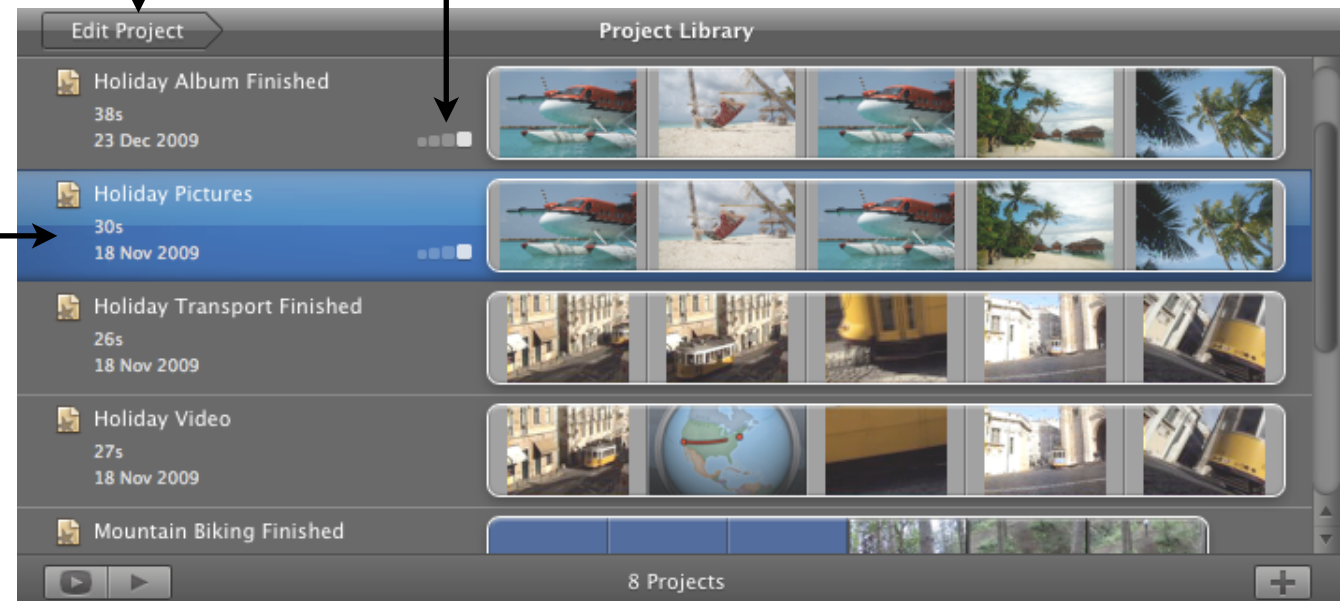 Edit Project
Project Library
Holiday Album Finished
38s
23 Dec 2009
Holiday Pictures
30s
18 Nov 2009
Holiday Transport Finished
26s
18 Nov 2009
Holiday Video
27s
18 Nov 2009
Mountain Biking Finished
8 Projects